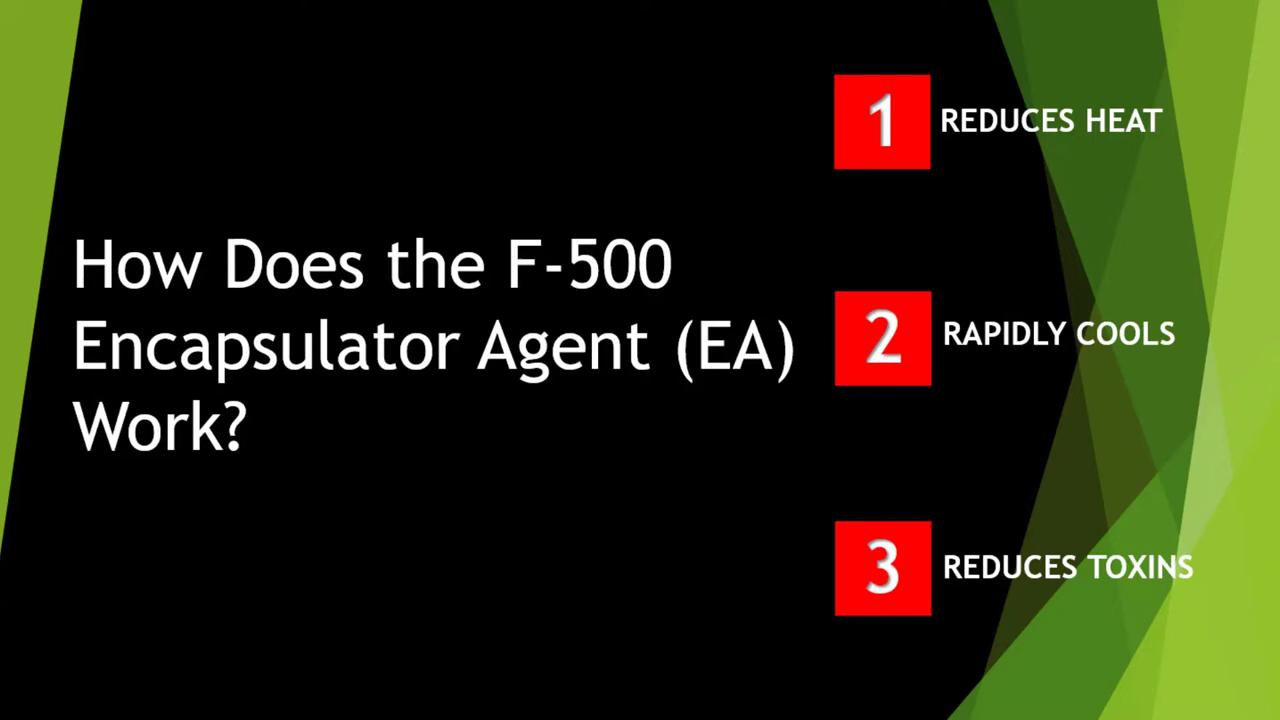 How Does the F-500
Encapsulator Agent (EA)
Work?
1 REDUCES HEAT
2 RAPIDLY COOLS
3 REDUCES TOXINS